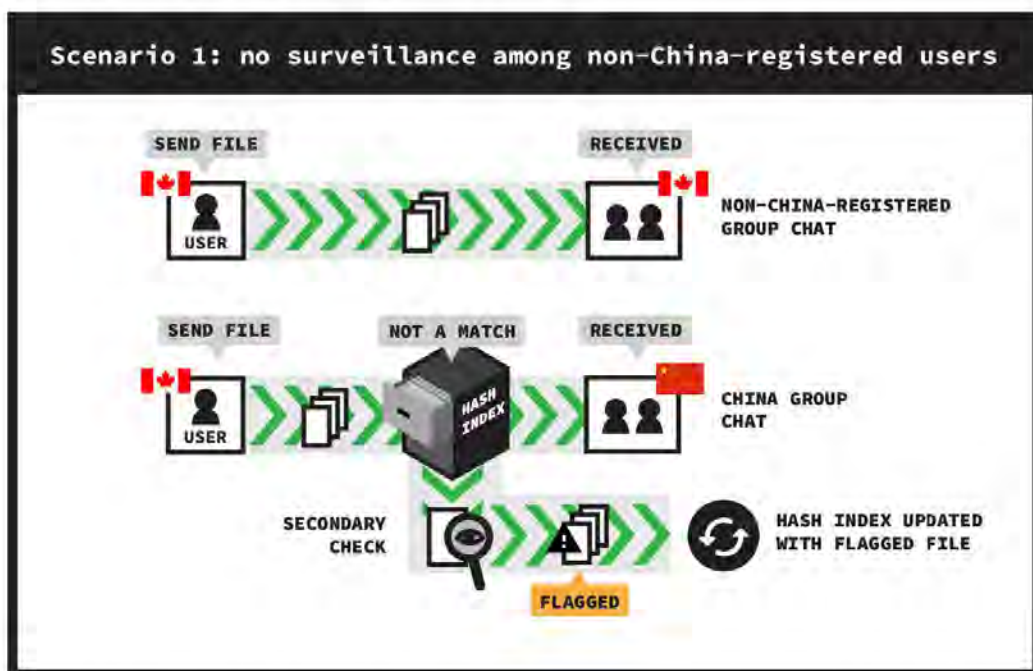 Scenario 1: no surveillance among non-China-registered users
SEND FILE
RECEIVED
USER
NON-CHINA-REGISTERED
GROUP CHAT
SEND FILE
NOT A MATCH
RECEIVED
USER
HASH
INDEX
CHINA GROUP
CHAT
SECONDARY
CHECK
HASH INDEX UPDATED
WITH FLAGGED FILE
FLAGGED